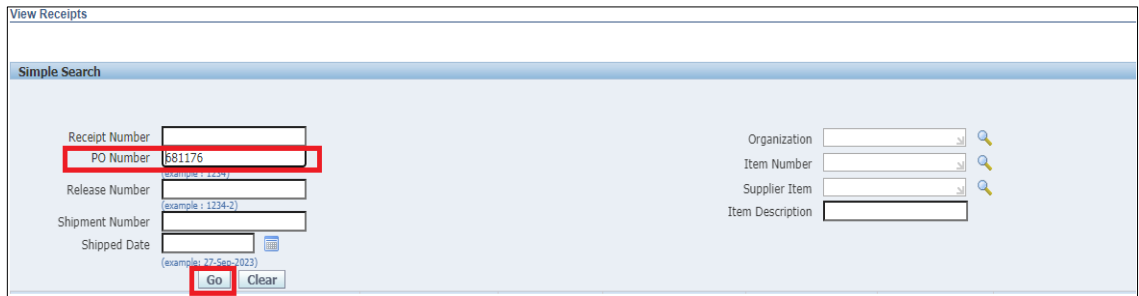 View Receipts
Simple Search
Receipt Number
PO Number 681176
(example : 1234)
Release Number
(example : 1234-2)
Shipment Number
Shipped Date
(example: 27-Sep-2023)
Go Clear
Organization
Item Number
Supplier Item
Item Description